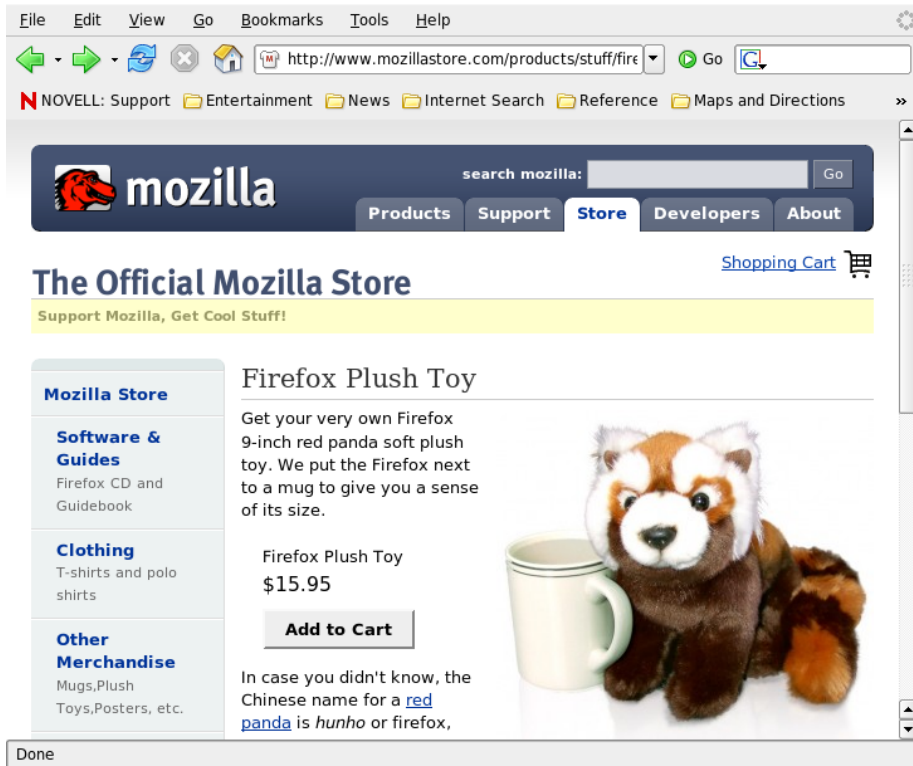 File Edit View Go Bookmarks Tools Help
http://www.mozillastore.com/products/stuff/fire Go G
N NOVELL: Support Entertainment News Internet Search Reference Maps and Directions »
mozilla
search mozilla: Go
Products Support Store Developers About
Shopping Cart
The Official Mozilla Store
Support Mozilla, Get Cool Stuff!
Mozilla Store
Software &
Guides
Firefox CD and
Guidebook
Clothing
T-shirts and polo
shirts
Other
Merchandise
Mugs,Plush
Toys,Posters, etc.
Firefox Plush Toy
Get your very own Firefox
9-inch red panda soft plush
toy. We put the Firefox next
to a mug to give you a sense
of its size.
Firefox Plush Toy
$15.95
Add to Cart
In case you didn't know, the
Chinese name for a red
panda is hunho or firefox,
Done